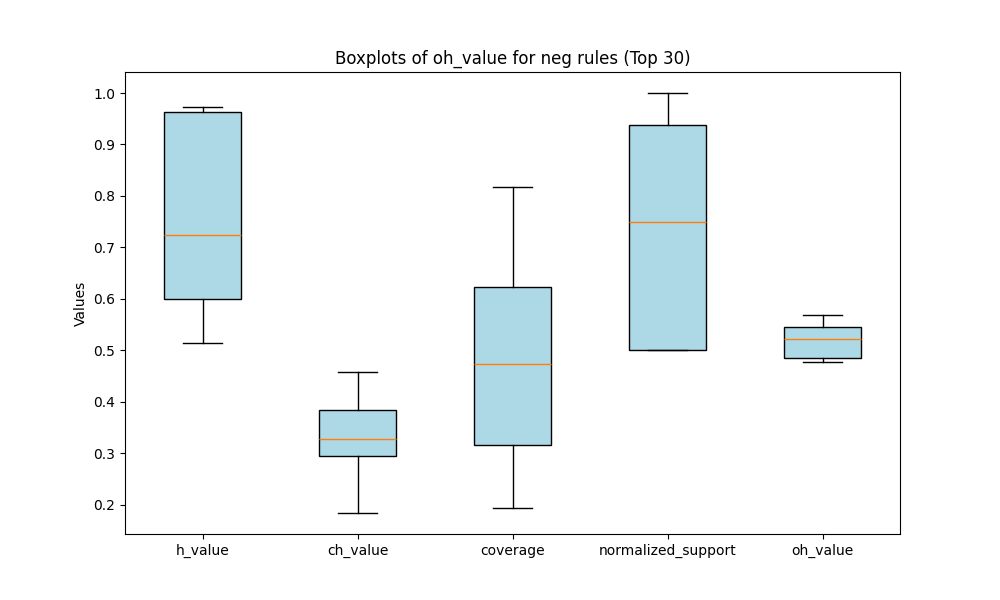 Boxplots of oh_value for neg rules (Top 30)
Values
1.0
0.9
0.8
0.7
0.6
0.5
0.4
0.3
0.2
h_value
ch_value
coverage
normalized_support
oh_value